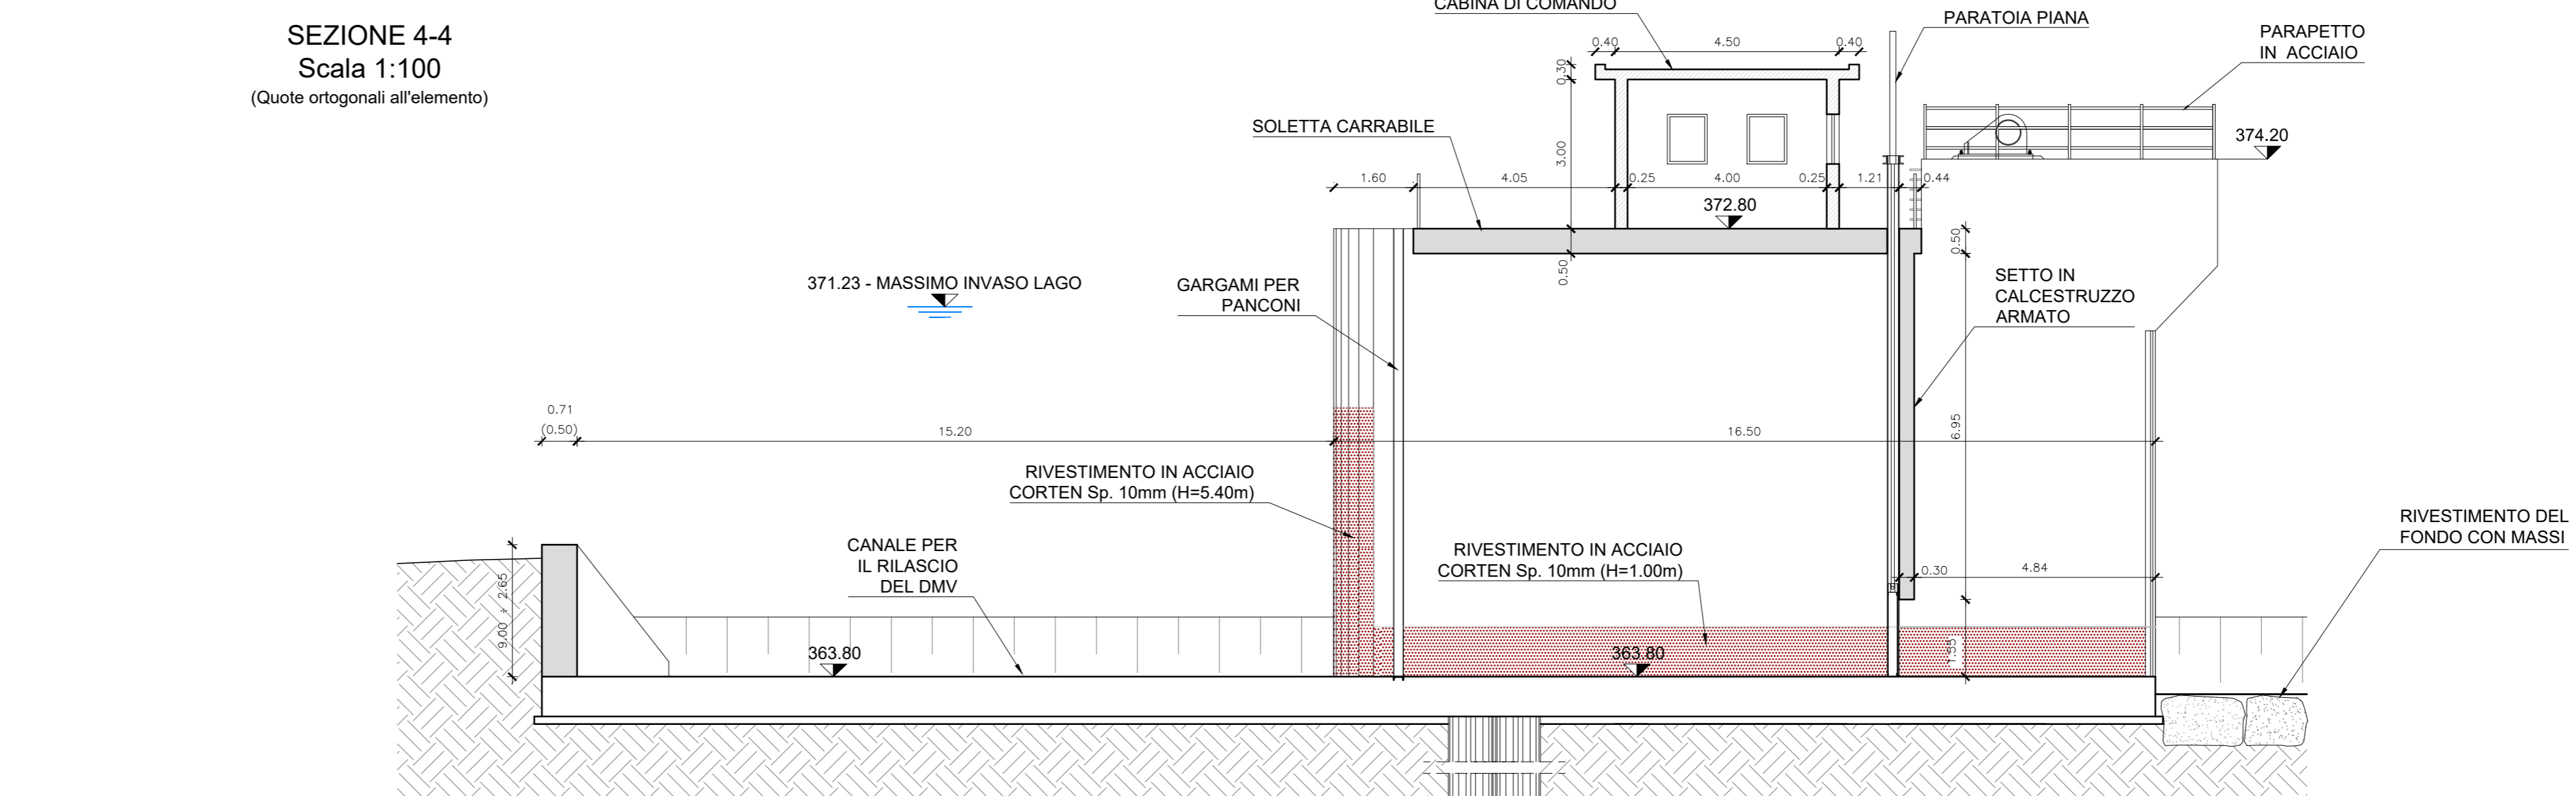 SEZIONE 4-4
Scala 1:100
(Quote ortogonali all'elemento)
CABINA DI COMANDO
PARATOIA PIANA
PARAPETTO
IN ACCIAIO
0.40
4.50
0.40
0.30
3.00
SOLETTA CARRABILE
374.20
1.60
4.05
0.25
4.00
0.25
1.21
0.44
372.80
0.50
0.50
371.23 - MASSIMO INVASO LAGO
GARGAMI PER
PANCONI
SETTO IN
CALCESTRUZZO
ARMATO
0.71
(0.50)
15.20
16.50
6.95
RIVESTIMENTO IN ACCIAIO
CORTEN Sp. 10mm (H=5.40m)
RIVESTIMENTO DEL
FONDO CON MASSI
CANALE PER
IL RILASCIO
DEL DMV
RIVESTIMENTO IN ACCIAIO
CORTEN Sp. 10mm (H=1.00m)
0.30
4.84
9.00 ÷ 2.65
363.80
363.80
1.55